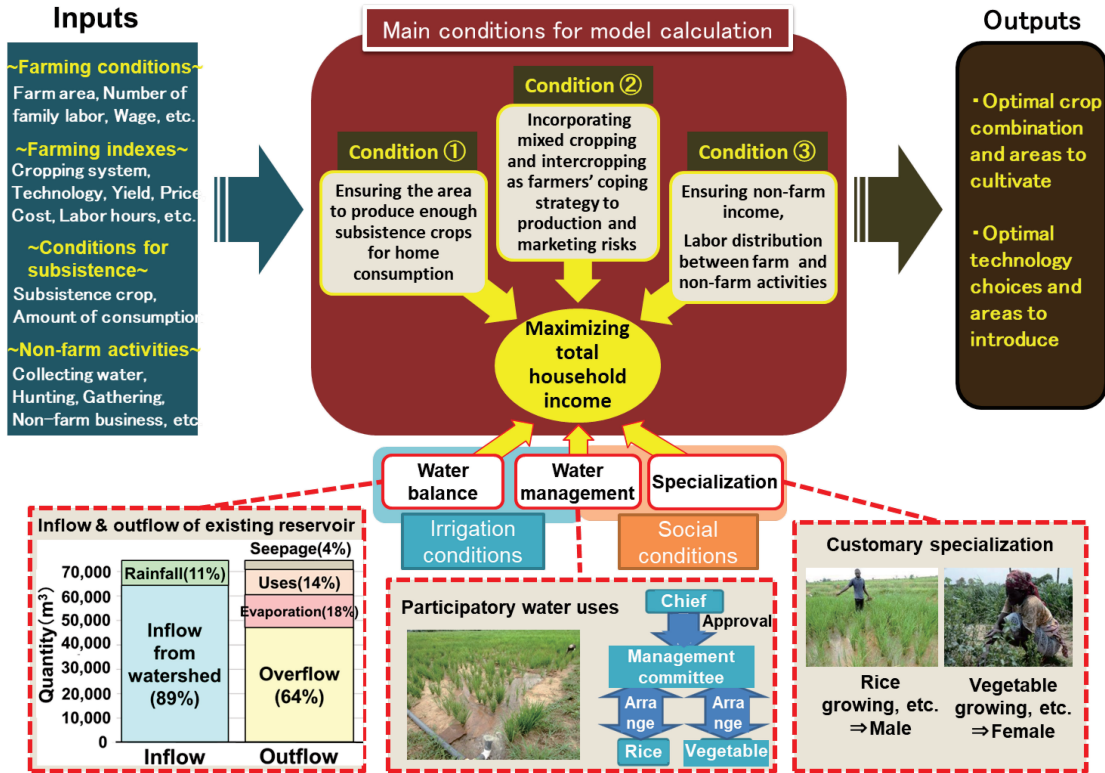 Inputs
~Farming conditions~
Farm area, Number of
family labor, Wage, etc.
~Farming indexes~
Cropping system,
Technology, Yield, Price
Cost, Labor hours, etc.
~Conditions for
subsistence~
Subsistence crop,
Amount of consumption
~Non-farm activities~
Collecting water,
Hunting, Gathering,
Non-farm business, etc
Main conditions for model calculation
Condition ①
Ensuring the area
to produce enough
subsistence crops
for home
consumption
Condition ②
Incorporating
mixed cropping
and intercropping
as farmers' coping
strategy to
production and
marketing risks
Condition ③
Ensuring non-farm
income,
Labor distribution
between farm and
non-farm activities
Maximizing
total
household
income
Outputs
・Optimal crop
combination
and areas to
cultivate
・Optimal
technology
choices and
areas to
introduce
Water
balance
Water
management
Specialization
Irrigation
conditions
Social
conditions
Inflow & outflow of existing reservoir
Quantity (m³)
70,000
60,000
50,000
40,000
30,000
20,000
10,000
0
Rainfall(11%)
Inflow
from
watershed
(89%)
Inflow
Seepage(4%)
Uses(14%)
Evaporation(18%)
Overflow
(64%)
Outflow
Participatory water uses
Chief
Approval
Management
committee
Arra
nge
Arra
nge
Rice
Vegetable
Customary specialization
Rice
growing, etc.
⇒Male
Vegetable
growing, etc.
⇒Female